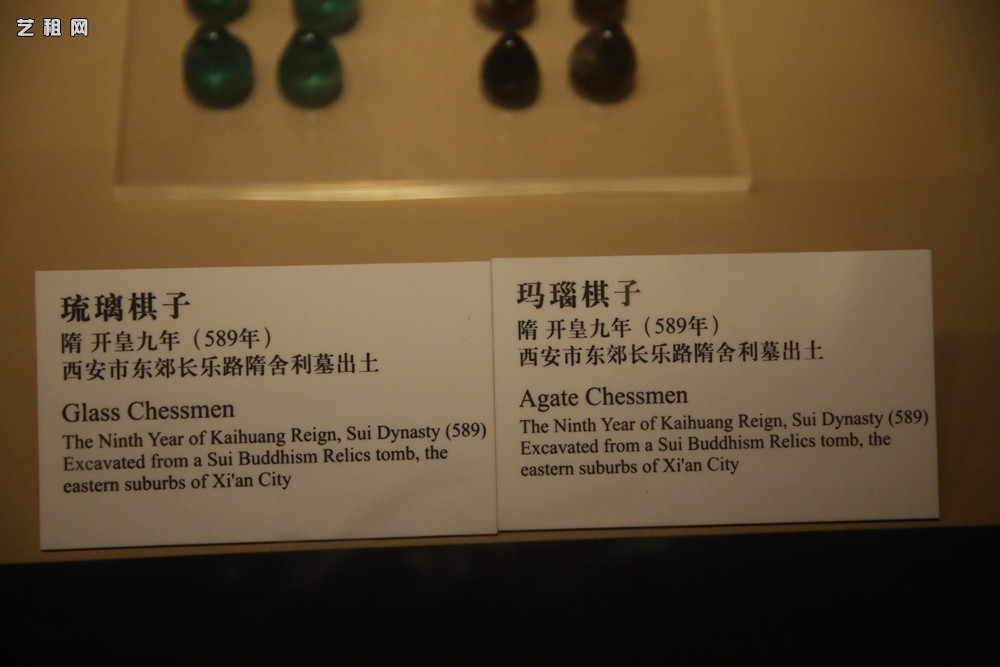 艺租网
琉璃棋子
隋 开皇九年（589年）
西安市东郊长乐路隋舍利墓出土
Glass Chessmen
The Ninth Year of Kaihuang Reign, Sui Dynasty (589)
Excavated from a Sui Buddhism Relics tomb, the
eastern suburbs of Xi'an City
玛瑙棋子
隋 开皇九年（589年）
西安市东郊长乐路隋舍利墓出土
Agate Chessmen
The Ninth Year of Kaihuang Reign, Sui Dynasty (589)
Excavated from a Sui Buddhism Relics tomb, the
eastern suburbs of Xi'an City